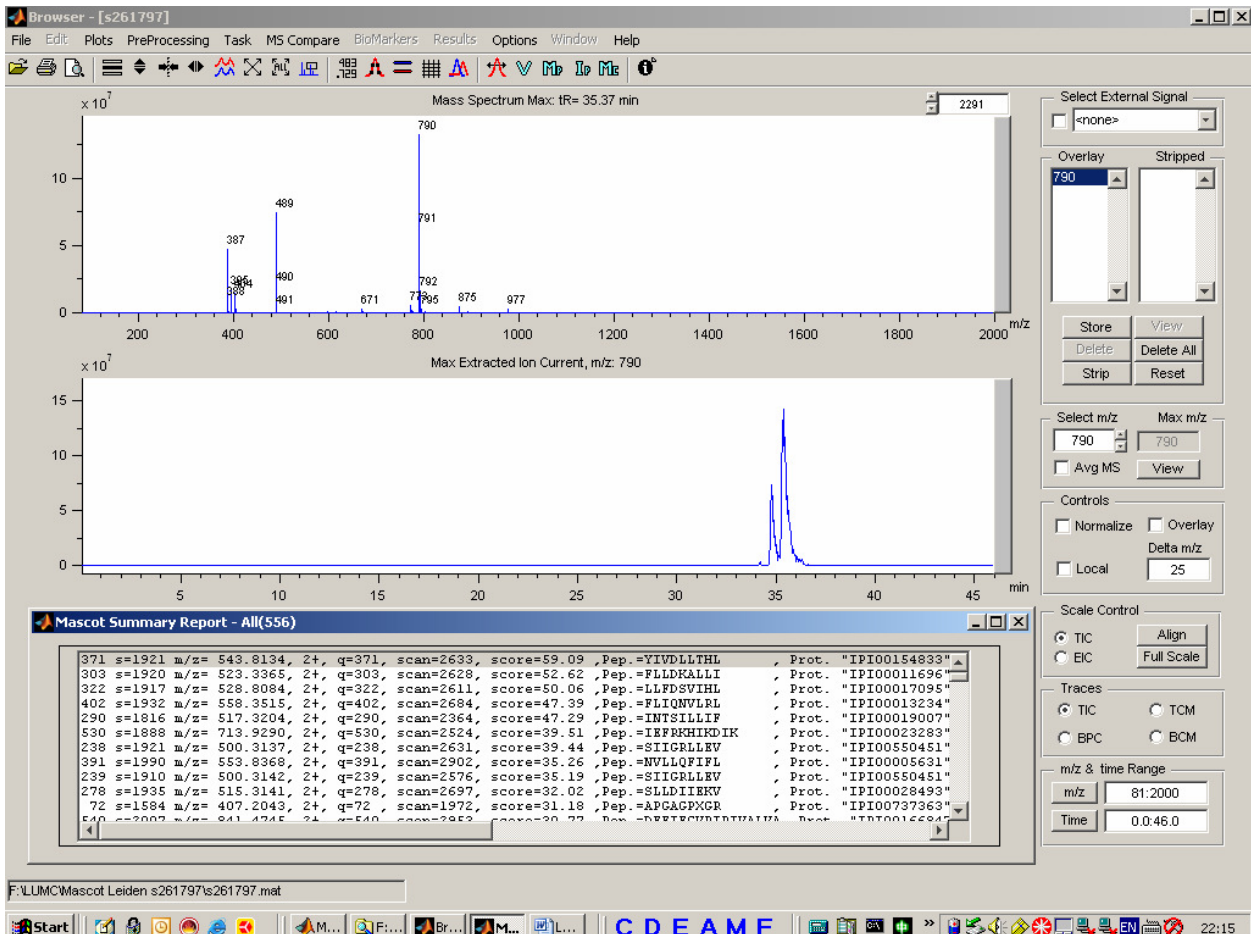 Browser - [s261797]
File Edit Plots PreProcessing Task MS Compare BioMarkers Results Options Window Help
Mass Spectrum Max: tR= 35.37 min
2291
x 10^7
10
5
0
790
791
792
795
489
490
491
387
388
671
875
977
200 400 600 800 1000 1200 1400 1600 1800 2000 m/z
Max Extracted Ion Current, m/z: 790
x 10^7
15
10
5
0
5 10 15 20 25 30 35 40 45 min
Select External Signal
<none>
Overlay Stripped
790
Store View
Delete Delete All
Strip Reset
Select m/z Max m/z
790 790
Avg MS View
Controls
Normalize Overlay
Delta m/z
Local 25
Scale Control
TIC Align
EIC Full Scale
Traces
TIC TCM
BPC BCM
m/z & time Range
m/z 81:2000
Time 0.0:46.0
Mascot Summary Report - All(556)
371 s=1921 m/z= 543.8134, 2+, q=371, scan=2633, score=59.09 ,Pep.=YIVDLLTHL , Prot. "IPI00154833"
303 s=1920 m/z= 523.3365, 2+, q=303, scan=2628, score=52.62 ,Pep.=FLLDKALLI , Prot. "IPI00011696"
322 s=1917 m/z= 528.8084, 2+, q=322, scan=2611, score=50.06 ,Pep.=LLFDSVIHL , Prot. "IPI00017095"
402 s=1932 m/z= 558.3515, 2+, q=402, scan=2684, score=47.39 ,Pep.=FLIQNVLRL , Prot. "IPI00013234"
290 s=1816 m/z= 517.3204, 2+, q=290, scan=2364, score=47.29 ,Pep.=INTSILLIF , Prot. "IPI00019007"
530 s=1888 m/z= 713.9290, 2+, q=530, scan=2524, score=39.51 ,Pep.=IEFRKHIKDIK , Prot. "IPI00023283"
238 s=1921 m/z= 500.3137, 2+, q=238, scan=2631, score=39.44 ,Pep.=SIIGRLLEV , Prot. "IPI00550451"
391 s=1990 m/z= 553.8368, 2+, q=391, scan=2902, score=35.26 ,Pep.=NVLLQFIFL , Prot. "IPI00005631"
239 s=1910 m/z= 500.3142, 2+, q=239, scan=2576, score=35.19 ,Pep.=SIIGRLLEV , Prot. "IPI00550451"
278 s=1935 m/z= 515.3141, 2+, q=278, scan=2697, score=32.02 ,Pep.=SLLDIIEKV , Prot. "IPI00028493"
72 s=1584 m/z= 407.2043, 2+, q=72 , scan=1972, score=31.18 ,Pep.=APGAGPXGR , Prot. "IPI00737363"
F:\LUMC\Mascot Leiden s261797\s261797.mat
Start M... F:... Br... M... L... C D E A M F EN 22:15